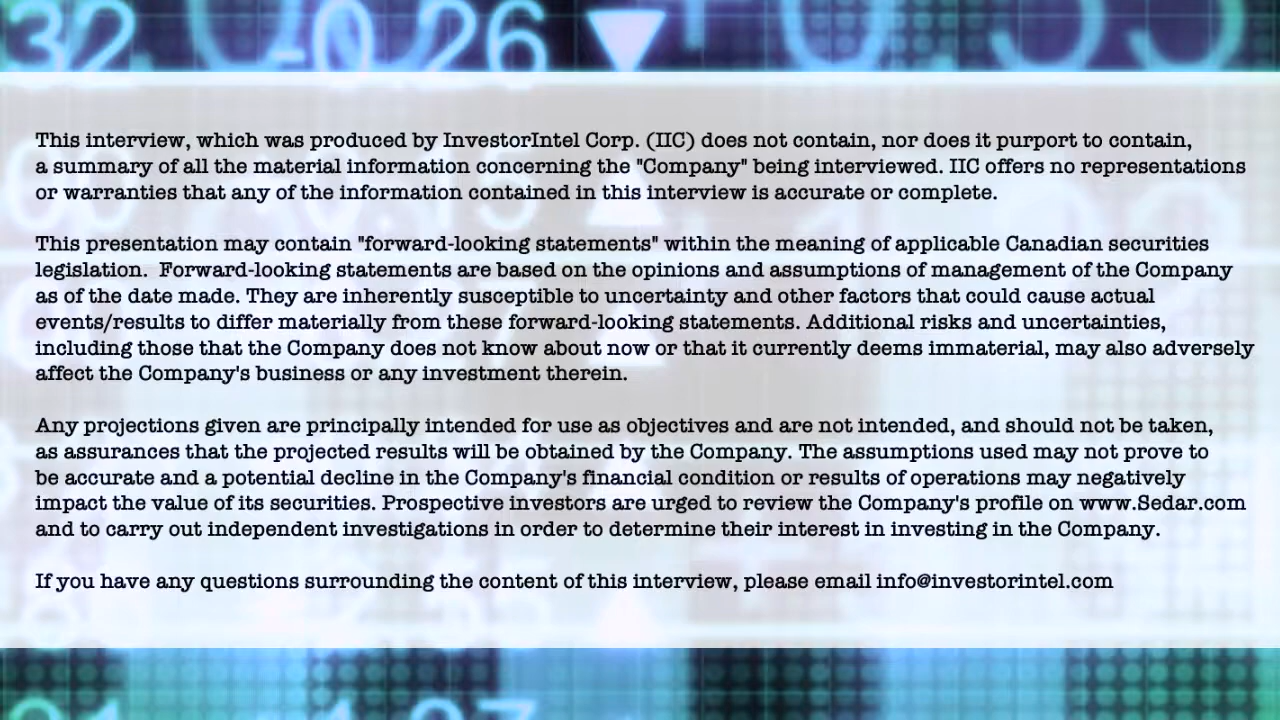 32. -0.26 ▼ +0.55
This interview, which was produced by InvestorIntel Corp. (IIC) does not contain, nor does it purport to contain,
a summary of all the material information concerning the "Company" being interviewed. IIC offers no representations
or warranties that any of the information contained in this interview is accurate or complete.
This presentation may contain "forward-looking statements" within the meaning of applicable Canadian securities
legislation.  Forward-looking statements are based on the opinions and assumptions of management of the Company
as of the date made. They are inherently susceptible to uncertainty and other factors that could cause actual
events/results to differ materially from these forward-looking statements. Additional risks and uncertainties,
including those that the Company does not know about now or that it currently deems immaterial, may also adversely
affect the Company's business or any investment therein.
Any projections given are principally intended for use as objectives and are not intended, and should not be taken,
as assurances that the projected results will be obtained by the Company. The assumptions used may not prove to
be accurate and a potential decline in the Company's financial condition or results of operations may negatively
impact the value of its securities. Prospective investors are urged to review the Company's profile on www.Sedar.com
and to carry out independent investigations in order to determine their interest in investing in the Company.
If you have any questions surrounding the content of this interview, please email info@investorintel.com